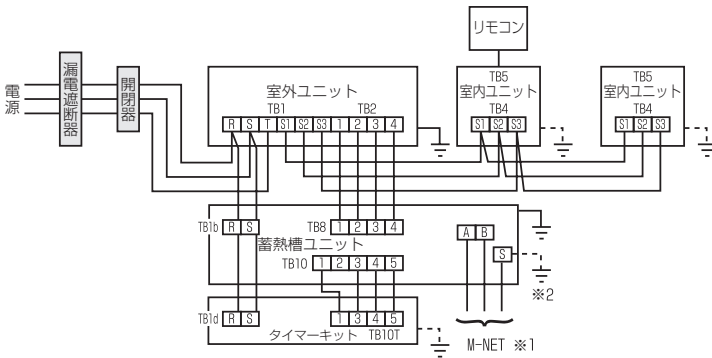 リモコン
電源
漏電遮断器
開閉器
室外ユニット
TB1 TB2
R S T S1 S2 S3 1 2 3 4
TB5
室内ユニット
TB4
S1 S2 S3
TB5
室内ユニット
TB4
S1 S2 S3
TB1b R S
TB8 1 2 3 4
蓄熱槽ユニット
TB10 1 2 3 4 5
A B
S
※2
TB1d R S
1 3 4 5
タイマーキット TB10T
M-NET ※1